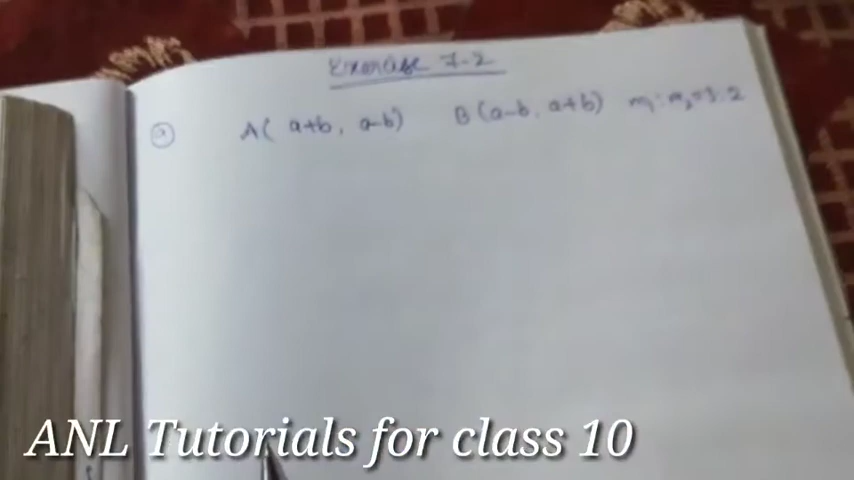 Exercise 7.2
A( a+b, a-b) B(a-b, a+b) m₁:m₂=3:2
ANL Tutorials for class 10